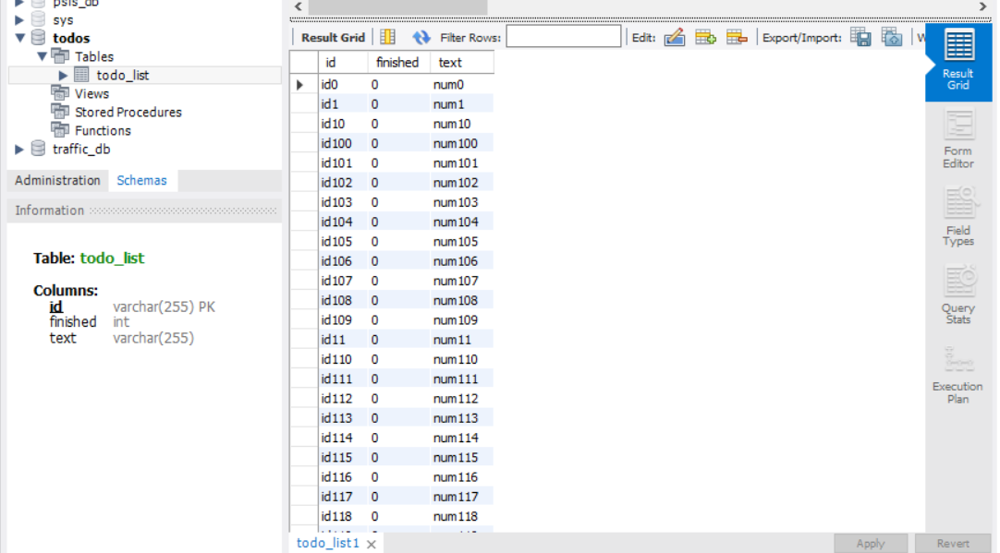 psis_db
sys
todos
Tables
todo_list
Views
Stored Procedures
Functions
traffic_db
Administration Schemas
Information
Table: todo_list
Columns:
id varchar(255) PK
finished int
text varchar(255)
Result Grid Filter Rows: Edit: Export/Import: W
id finished text
id0 0 num0
id1 0 num1
id10 0 num10
id100 0 num100
id101 0 num101
id102 0 num102
id103 0 num103
id104 0 num104
id105 0 num105
id106 0 num106
id107 0 num107
id108 0 num108
id109 0 num109
id11 0 num11
id110 0 num110
id111 0 num111
id112 0 num112
id113 0 num113
id114 0 num114
id115 0 num115
id116 0 num116
id117 0 num117
id118 0 num118
todo_list1
Apply Revert
Result
Grid
Form
Editor
Field
Types
Query
Stats
Execution
Plan